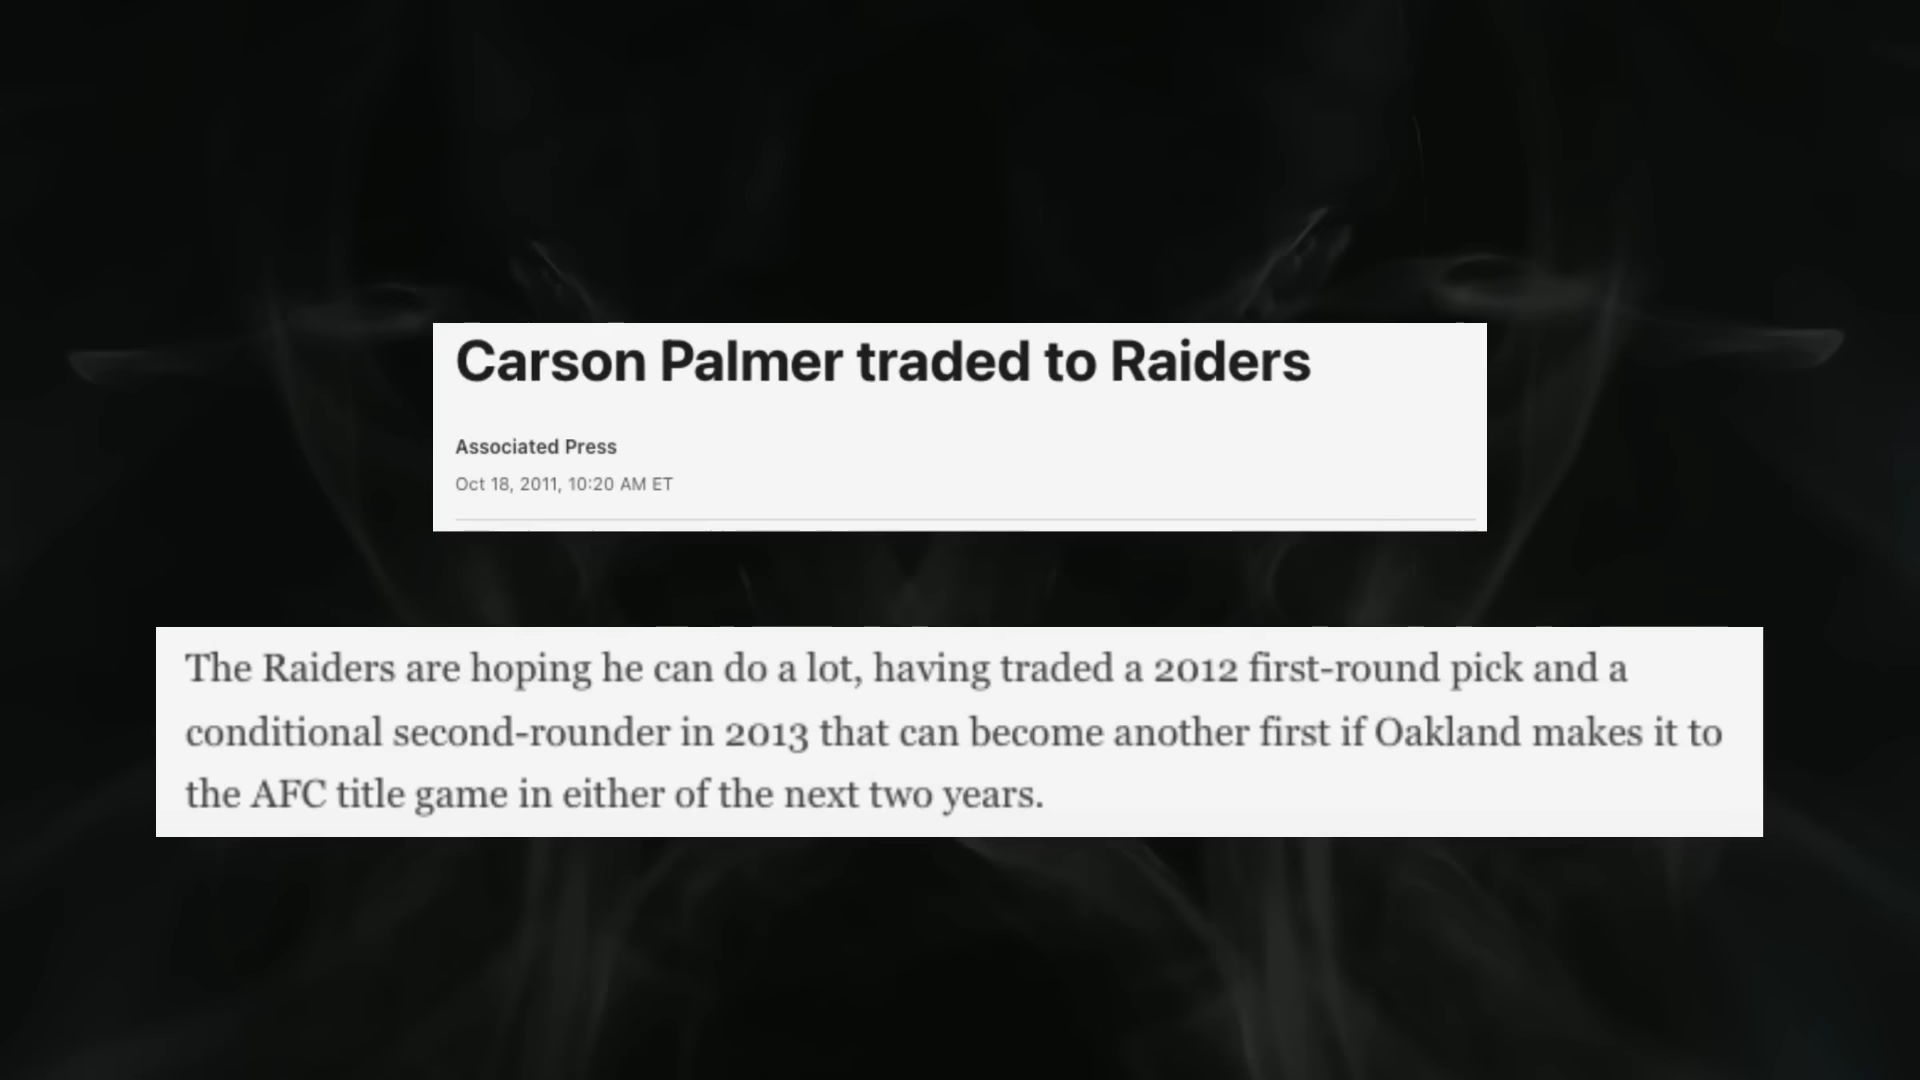 Carson Palmer traded to Raiders
Associated Press
Oct 18, 2011, 10:20 AM ET
The Raiders are hoping he can do a lot, having traded a 2012 first-round pick and a
conditional second-rounder in 2013 that can become another first if Oakland makes it to
the AFC title game in either of the next two years.